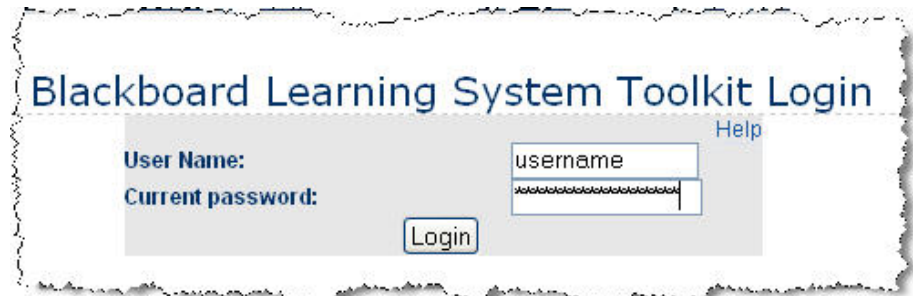 Blackboard Learning System Toolkit Login
Help
User Name: username
Current password: ********************
Login